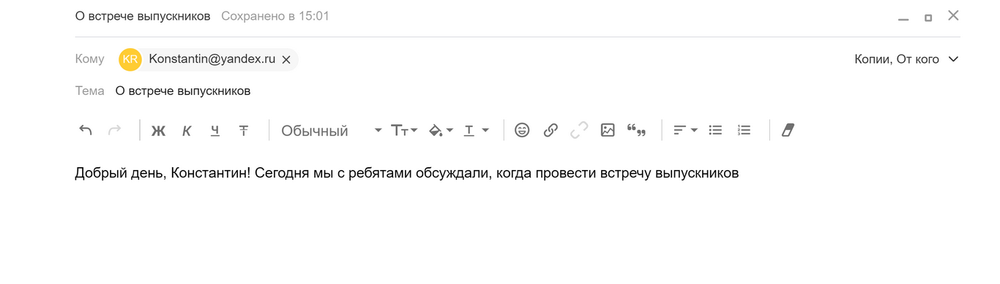 О встрече выпускников Сохранено в 15:01
Кому KR Konstantin@yandex.ru Копии, От кого
Тема О встрече выпускников
Ж К Ч Т Обычный Тт Т
Добрый день, Константин! Сегодня мы с ребятами обсуждали, когда провести встречу выпускников